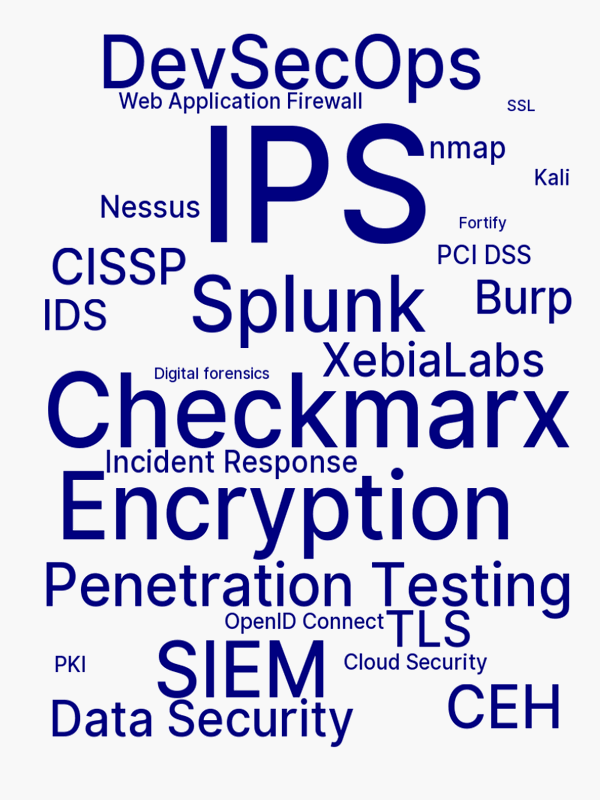 DevSecOps
Web Application Firewall
SSL
IPS
nmap
Kali
Nessus
Fortify
PCI DSS
CISSP
Splunk
Burp
IDS
XebiaLabs
Digital forensics
Checkmarx
Incident Response
Encryption
Penetration Testing
OpenID Connect
TLS
PKI
SIEM
Cloud Security
Data Security
CEH